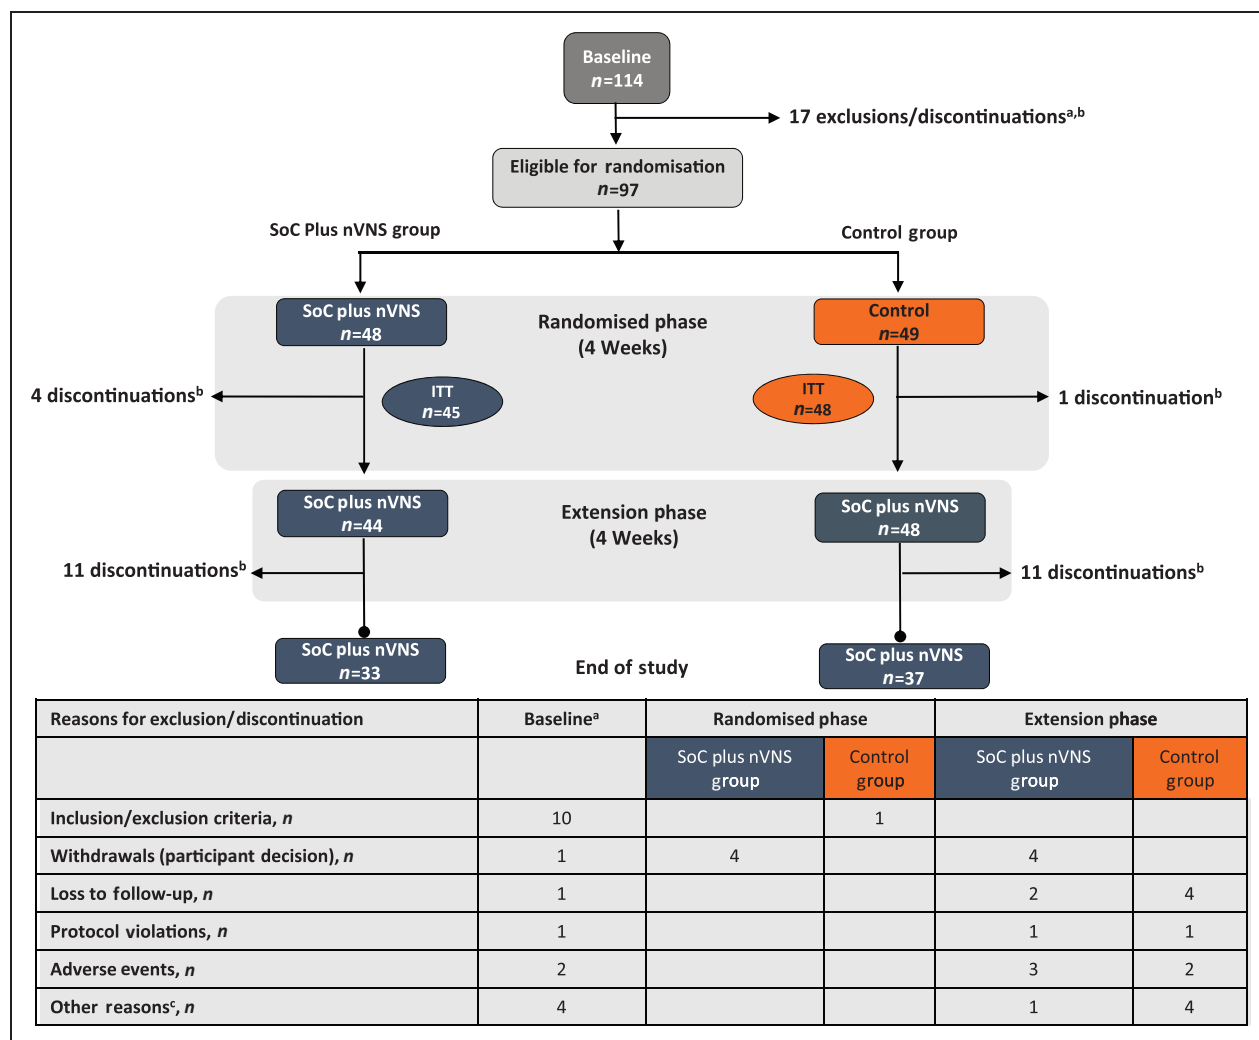 Baseline
n=114
17 exclusions/discontinuationsᵃ,ᵇ
Eligible for randomisation
n=97
SoC Plus nVNS group
Control group
SoC plus nVNS
n=48
Randomised phase
(4 Weeks)
Control
n=49
4 discontinuationsᵇ
ITT
n=45
ITT
n=48
1 discontinuationᵇ
SoC plus nVNS
n=44
Extension phase
(4 Weeks)
SoC plus nVNS
n=48
11 discontinuationsᵇ
11 discontinuationsᵇ
SoC plus nVNS
n=33
End of study
SoC plus nVNS
n=37
Reasons for exclusion/discontinuation Baselineᵃ Randomised phase Extension phase
SoC plus nVNS group Control group SoC plus nVNS group Control group
Inclusion/exclusion criteria, n 10 1
Withdrawals (participant decision), n 1 4 4
Loss to follow-up, n 1 2 4
Protocol violations, n 1 1 1
Adverse events, n 2 3 2
Other reasonsᶜ, n 4 1 4